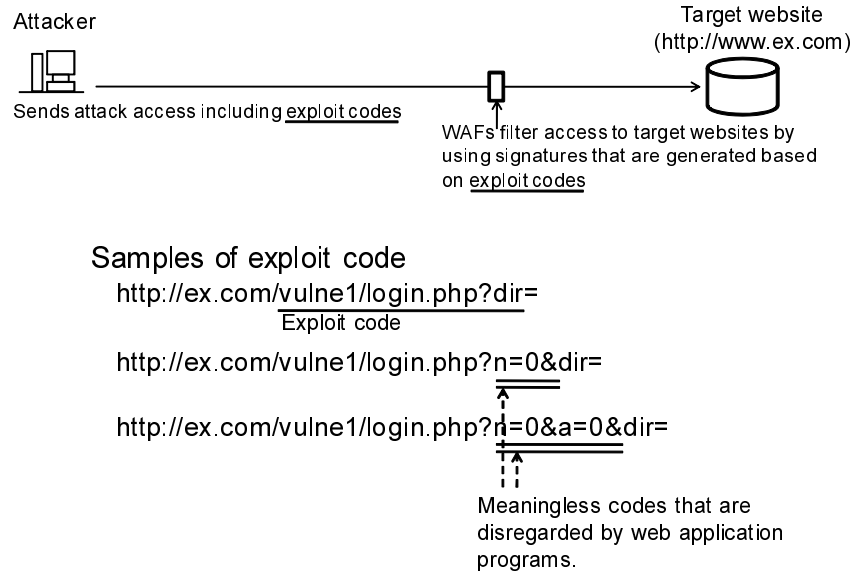 Attacker
Target website
(http://www.ex.com)
Sends attack access including exploit codes
WAFs filter access to target websites by
using signatures that are generated based
on exploit codes
Samples of exploit code
http://ex.com/vulne1/login.php?dir=
Exploit code
http://ex.com/vulne1/login.php?n=0&dir=
http://ex.com/vulne1/login.php?n=0&a=0&dir=
Meaningless codes that are
disregarded by web application
programs.